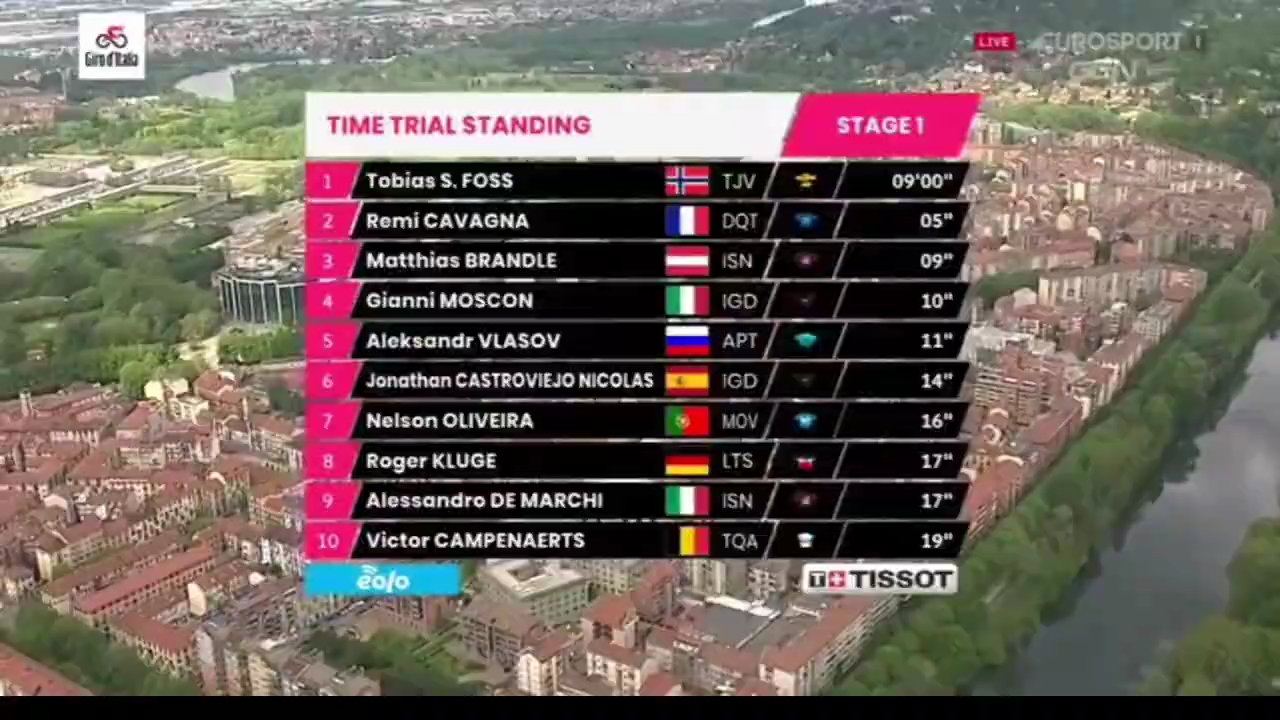 Giro d'Italia
LIVE EUROSPORT 1
GCN
TIME TRIAL STANDING STAGE 1
1 Tobias S. FOSS TJV 09'00"
2 Remi CAVAGNA DQT 05"
3 Matthias BRANDLE ISN 09"
4 Gianni MOSCON IGD 10"
5 Aleksandr VLASOV APT 11"
6 Jonathan CASTROVIEJO NICOLAS IGD 14"
7 Nelson OLIVEIRA MOV 16"
8 Roger KLUGE LTS 17"
9 Alessandro DE MARCHI ISN 17"
10 Victor CAMPENAERTS TQA 19"
eolo T+TISSOT